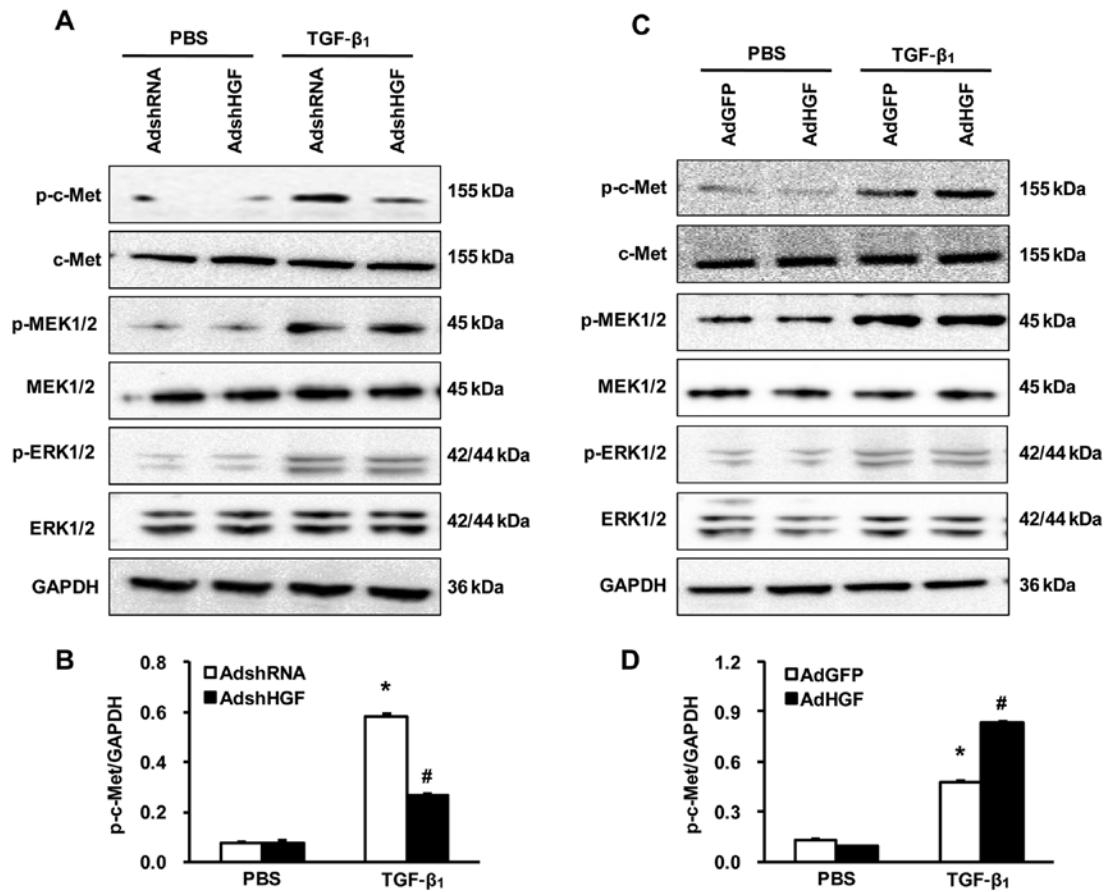 A
PBS TGF-β₁
AdshRNA AdshHGF AdshRNA AdshHGF
p-c-Met 155 kDa
c-Met 155 kDa
p-MEK1/2 45 kDa
MEK1/2 45 kDa
p-ERK1/2 42/44 kDa
ERK1/2 42/44 kDa
GAPDH 36 kDa
B
p-c-Met/GAPDH
0.8
0.6
0.4
0.2
0.0
AdshRNA
AdshHGF
*
#
PBS TGF-β₁
C
PBS TGF-β₁
AdGFP AdHGF AdGFP AdHGF
p-c-Met 155 kDa
c-Met 155 kDa
p-MEK1/2 45 kDa
MEK1/2 45 kDa
p-ERK1/2 42/44 kDa
ERK1/2 42/44 kDa
GAPDH 36 kDa
D
p-c-Met/GAPDH
1.2
0.9
0.6
0.3
0.0
AdGFP
AdHGF
*
#
PBS TGF-β₁